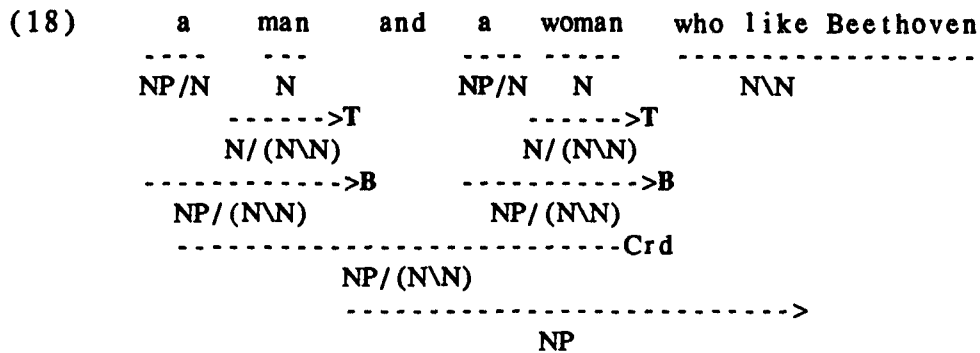 (18) a man and a woman who like Beethoven
---- --- ---- ----- -----------------
NP/N N NP/N N N\N
------>T ------>T
N/(N\N) N/(N\N)
------------>B ------------>B
NP/(N\N) NP/(N\N)
--------------------------Crd
NP/(N\N)
--------------------------->
NP